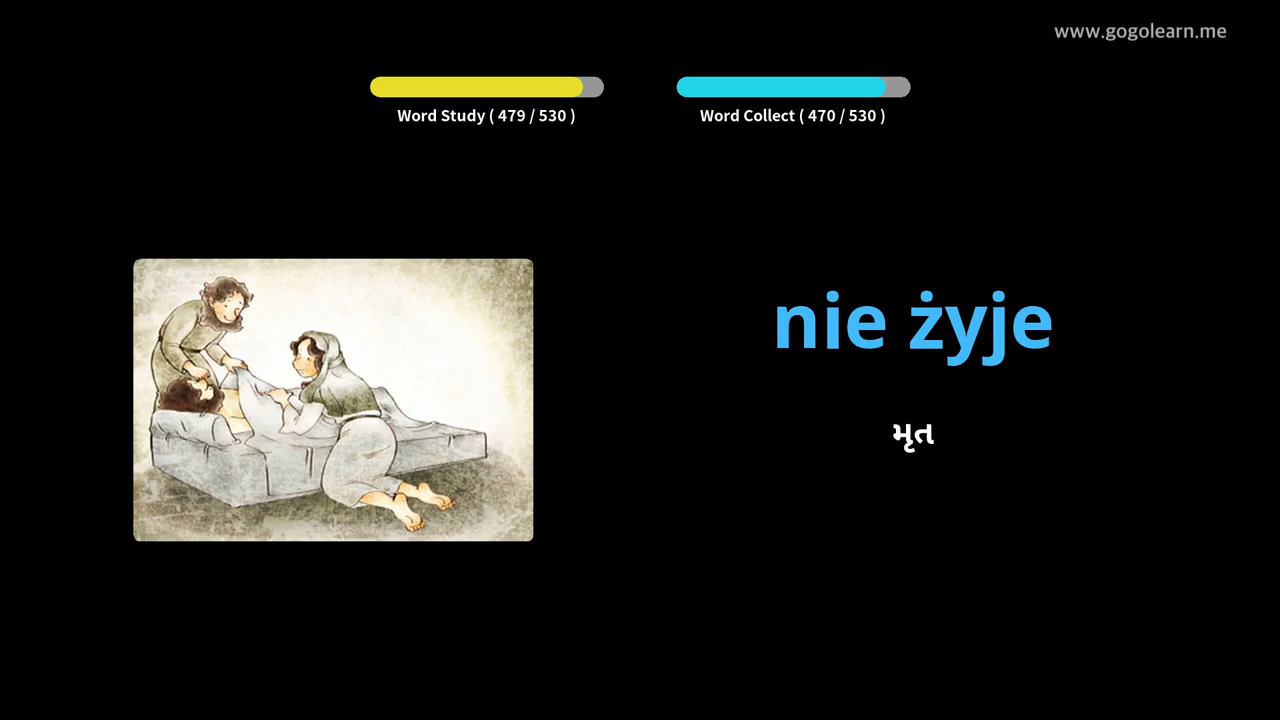 www.gogolearn.me
Word Study ( 479 / 530 )
Word Collect ( 470 / 530 )
nie żyje
મૃત